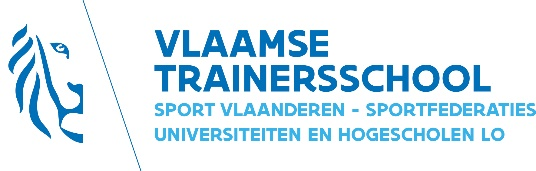 VLAAMSE
TRAINERSSCHOOL
SPORT VLAANDEREN - SPORTFEDERATIES
UNIVERSITEITEN EN HOGESCHOLEN LO